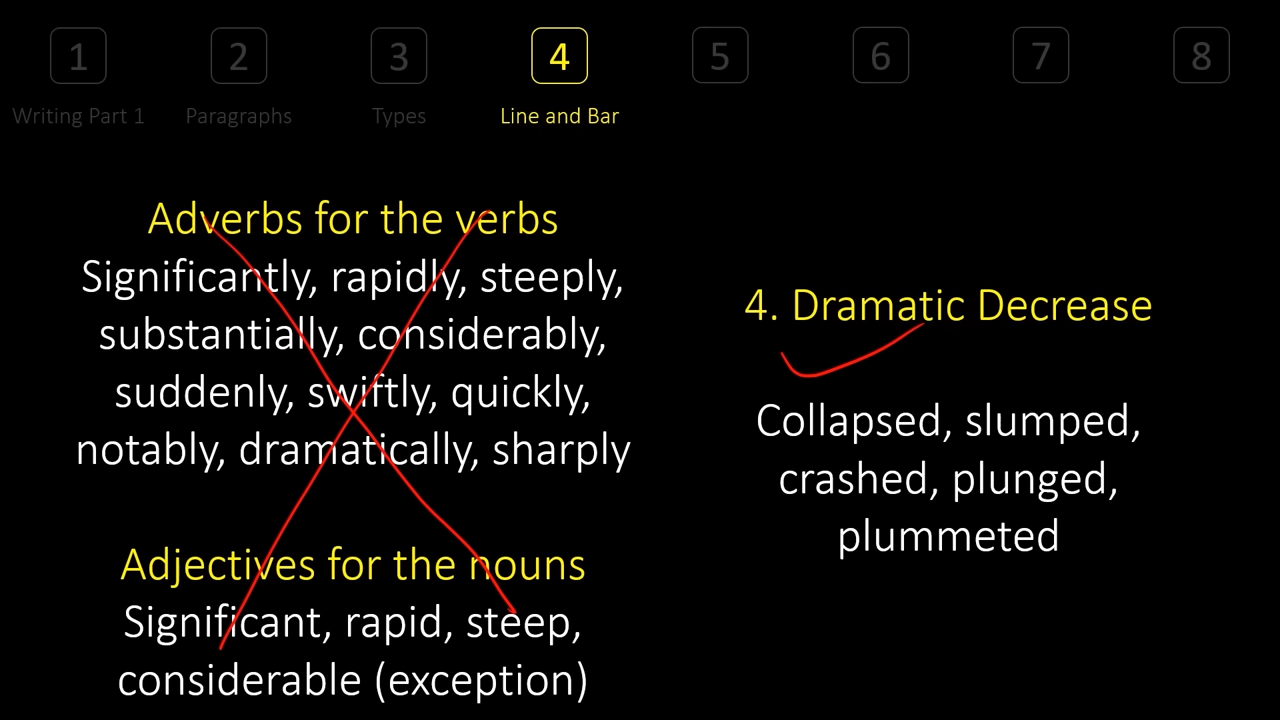 1 2 3 4 5 6 7 8
Writing Part 1 Paragraphs Types Line and Bar
Adverbs for the verbs
Significantly, rapidly, steeply,
substantially, considerably,
suddenly, swiftly, quickly,
notably, dramatically, sharply
Adjectives for the nouns
Significant, rapid, steep,
considerable (exception)
4. Dramatic Decrease
Collapsed, slumped,
crashed, plunged,
plummeted